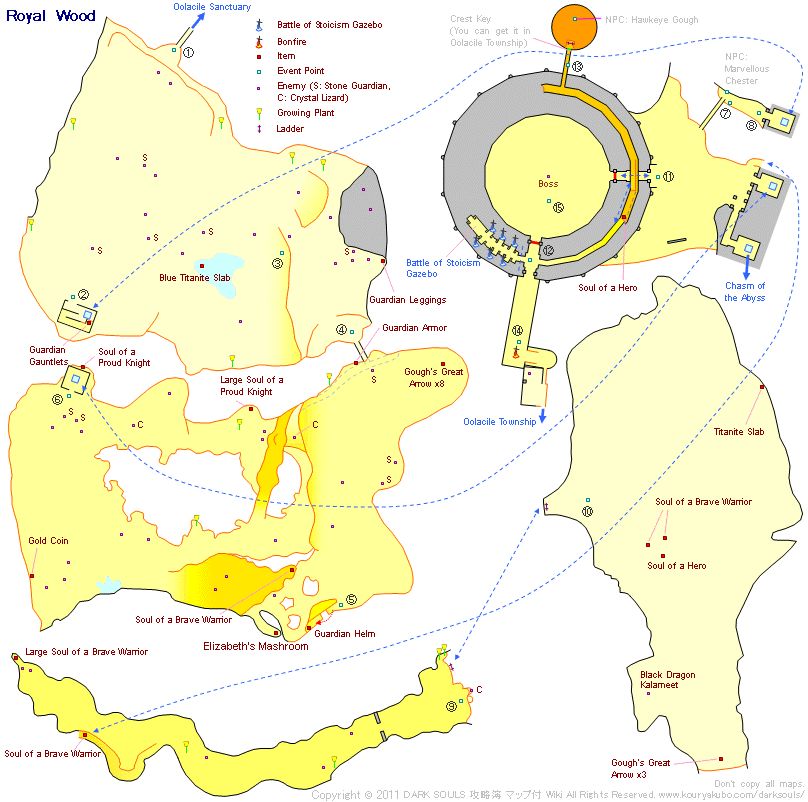 Royal Wood
Oolacile Sanctuary
①
Battle of Stoicism Gazebo
Bonfire
Item
Event Point
Enemy (S: Stone Guardian,
C: Crystal Lizard)
Growing Plant
Ladder
Crest Key
(You can get it in
Oolacile Township)
NPC: Hawkeye Gough
⑬
NPC:
Marvellous
Chester
⑦
⑧
S
S
S
S
S
Blue Titanite Slab
③
②
④
Guardian Leggings
Guardian Armor
Guardian
Gauntlets
Boss
⑮
⑪
⑫
Battle of Stoicism
Gazebo
Soul of a Hero
Chasm of
the Abyss
⑭
Oolacile Township
Soul of a
Proud Knight
Large Soul of a
Proud Knight
Gough's Great
Arrow x8
S
⑥
S
S
S
C
C
S
S
Gold Coin
Soul of a Brave Warrior
⑤
Guardian Helm
Elizabeth's Mashroom
Titanite Slab
⑩
Soul of a Brave Warrior
Soul of a Hero
Black Dragon
Kalameet
Gough's Great
Arrow x3
Large Soul of a Brave Warrior
C
⑨
Soul of a Brave Warrior
Don't copy all maps.
Copyright © 2011 DARK SOULS 攻略簿 マップ付 Wiki All Rights Reserved. www.kouryakubo.com/darksouls/